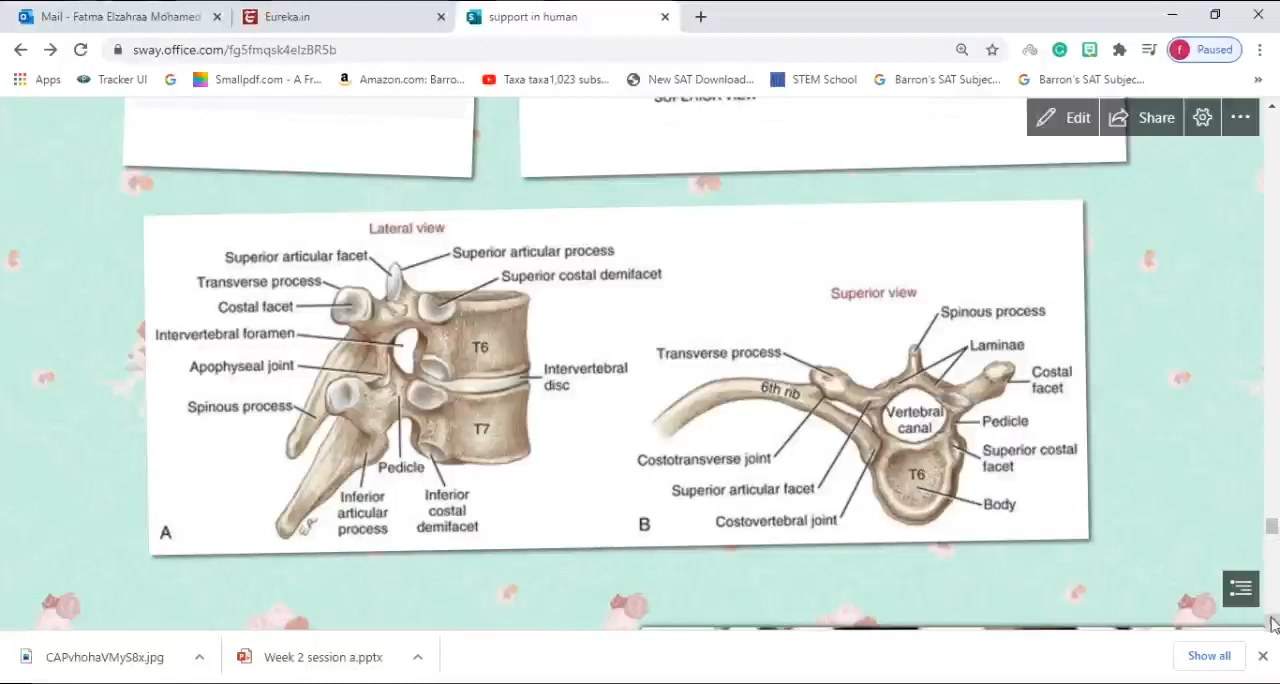 Mail - Fatma Elzahraa Mohamed
Eureka.in
support in human
sway.office.com/fg5fmqsk4elzBR5b
Paused
Apps
Tracker UI
Smallpdf.com - A Fr...
Amazon.com: Barro...
Taxa taxa1,023 subs...
New SAT Download...
STEM School
Barron's SAT Subjec...
Barron's SAT Subjec...
SUPERIOR VIEW
Edit
Share
Lateral view
Superior articular facet
Superior articular process
Transverse process
Superior costal demifacet
Costal facet
Intervertebral foramen
T6
Apophyseal joint
Intervertebral
disc
Spinous process
T7
Pedicle
Inferior
articular
process
Inferior
costal
demifacet
A
Superior view
Spinous process
Transverse process
Laminae
6th rib
Costal
facet
Vertebral
canal
Pedicle
Costotransverse joint
Superior costal
facet
T6
Superior articular facet
Body
Costovertebral joint
B
CAPvhohaVMyS8x.jpg
Week 2 session a.pptx
Show all